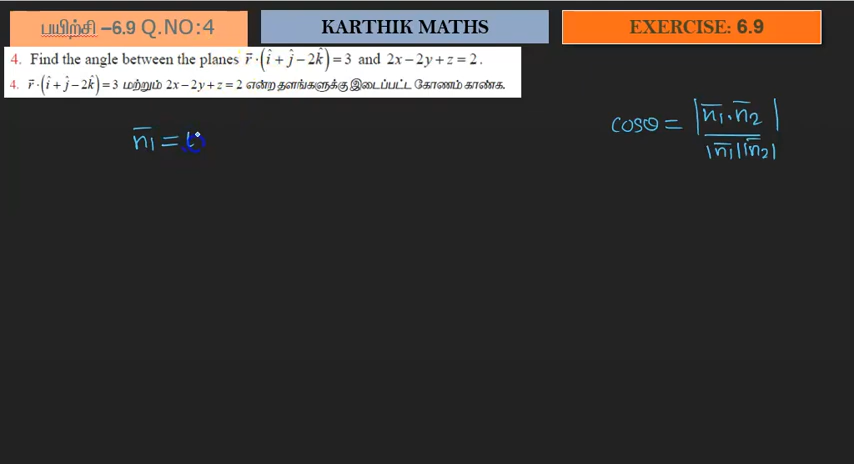 பயிற்சி –6.9 Q.NO:4
KARTHIK MATHS
EXERCISE: 6.9
4. Find the angle between the planes r⃗ · (î + ĵ − 2k̂) = 3 and 2x − 2y + z = 2 .
4. r⃗ · (î + ĵ − 2k̂) = 3 மற்றும் 2x − 2y + z = 2 என்ற தளங்களுக்கு இடைப்பட்ட கோணம் காண்க.
cosθ = |n̅1 . n̅2| / |n̅1||n̅2|
n̅1 =